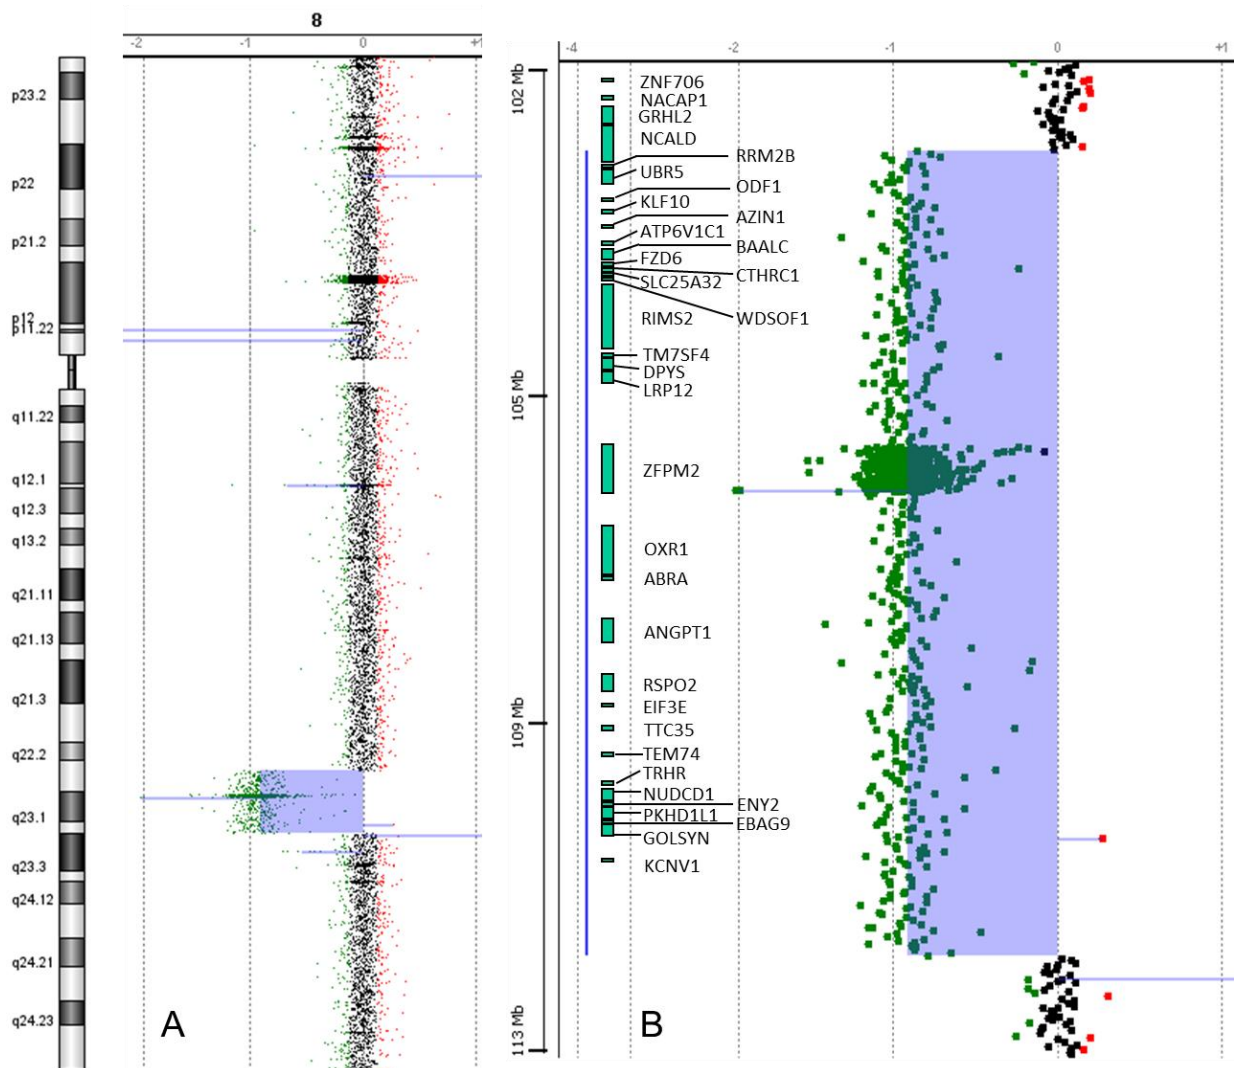 8
-2 -1 0 +1
p23.2
p22
p21.2
p12
p11.22
q11.22
q12.1
q12.3
q13.2
q21.11
q21.13
q21.3
q22.2
q23.1
q23.3
q24.12
q24.21
q24.23
A
-4 -2 -1 0 +1
102 Mb
105 Mb
109 Mb
113 Mb
ZNF706
NACAP1
GRHL2
NCALD
RRM2B
UBR5
ODF1
KLF10
AZIN1
ATP6V1C1
BAALC
FZD6
CTHRC1
SLC25A32
RIMS2
WDSOF1
TM7SF4
DPYS
LRP12
ZFPM2
OXR1
ABRA
ANGPT1
RSPO2
EIF3E
TTC35
TEM74
TRHR
NUDCD1
ENY2
PKHD1L1
EBAG9
GOLSYN
KCNV1
B